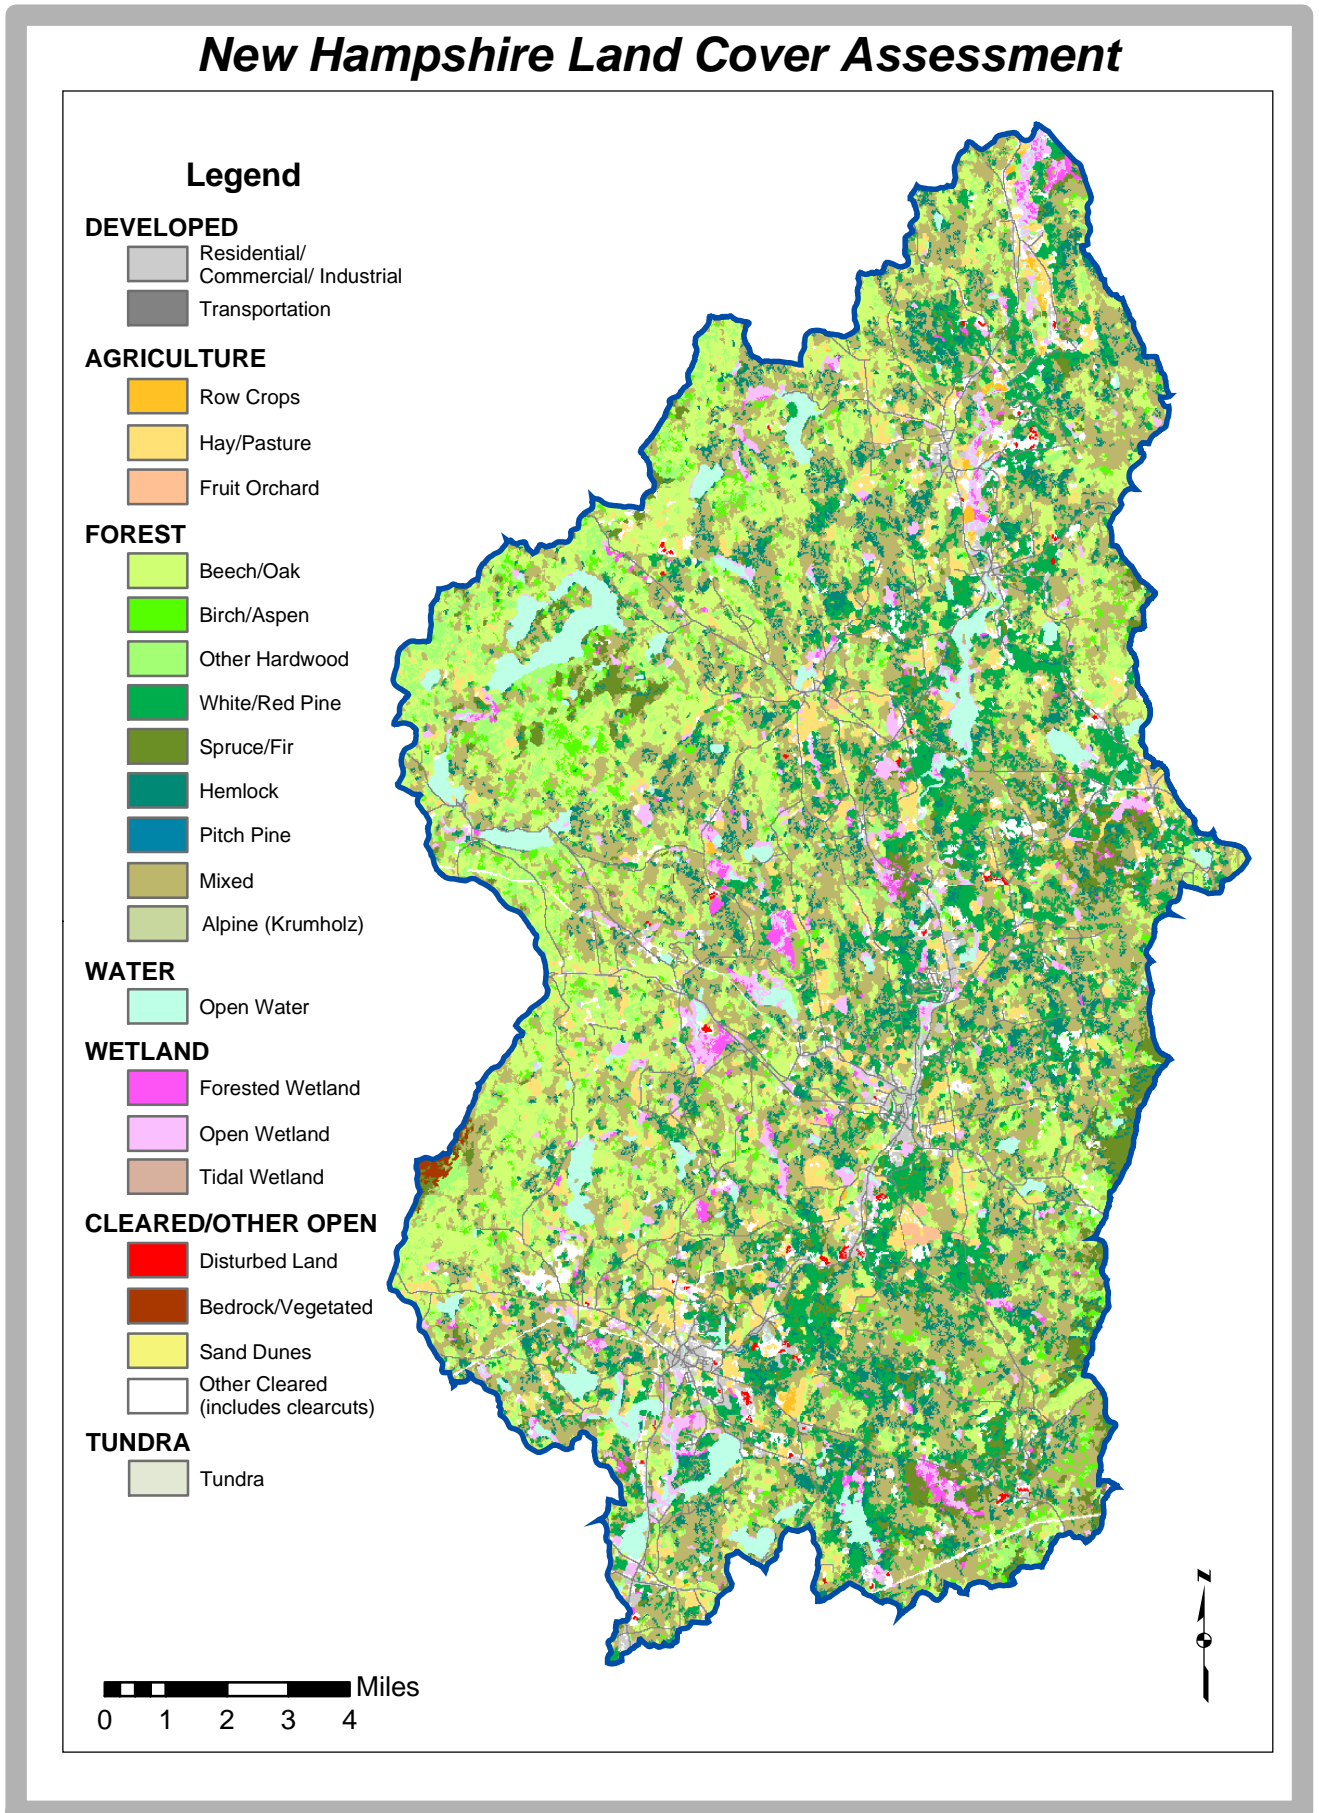 New Hampshire Land Cover Assessment
Legend
DEVELOPED
Residential/
Commercial/ Industrial
Transportation
AGRICULTURE
Row Crops
Hay/Pasture
Fruit Orchard
FOREST
Beech/Oak
Birch/Aspen
Other Hardwood
White/Red Pine
Spruce/Fir
Hemlock
Pitch Pine
Mixed
Alpine (Krumholz)
WATER
Open Water
WETLAND
Forested Wetland
Open Wetland
Tidal Wetland
CLEARED/OTHER OPEN
Disturbed Land
Bedrock/Vegetated
Sand Dunes
Other Cleared
(includes clearcuts)
TUNDRA
Tundra
N
Miles
0 1 2 3 4